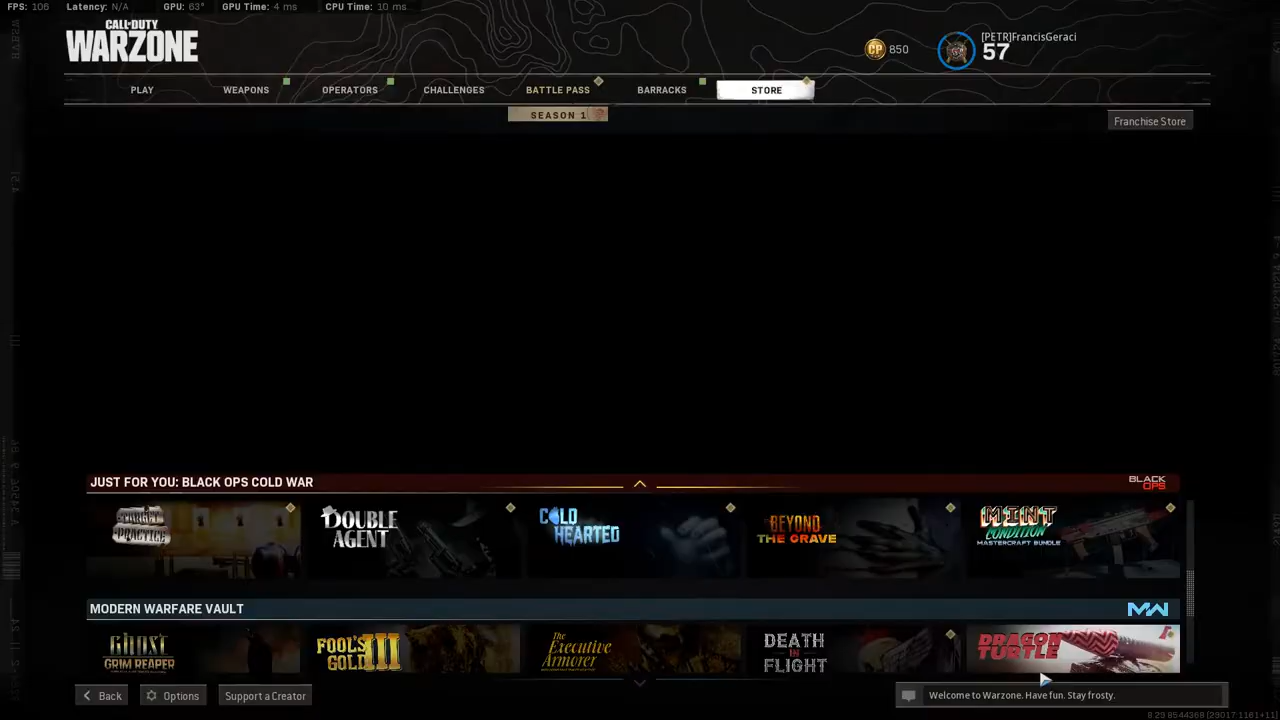 FPS: 106 Latency: N/A GPU: 63° GPU Time: 4 ms CPU Time: 10 ms
CALL·DUTY
WARZONE
CP 850
[PETR]FrancisGeraci
57
PLAY WEAPONS OPERATORS CHALLENGES BATTLE PASS BARRACKS STORE
SEASON 1
Franchise Store
JUST FOR YOU: BLACK OPS COLD WAR
BLACK OPS
TARGET PRACTICE
DOUBLE AGENT
COLD HEARTED
BEYOND THE GRAVE
MINT CONDITION
MASTERCRAFT BUNDLE
MODERN WARFARE VAULT
MW
GHOST GRIM REAPER
FOOL'S GOLD III
The Executive Armorer
DEATH IN FLIGHT
DRAGON TURTLE
Back Options Support a Creator
Welcome to Warzone. Have fun. Stay frosty.